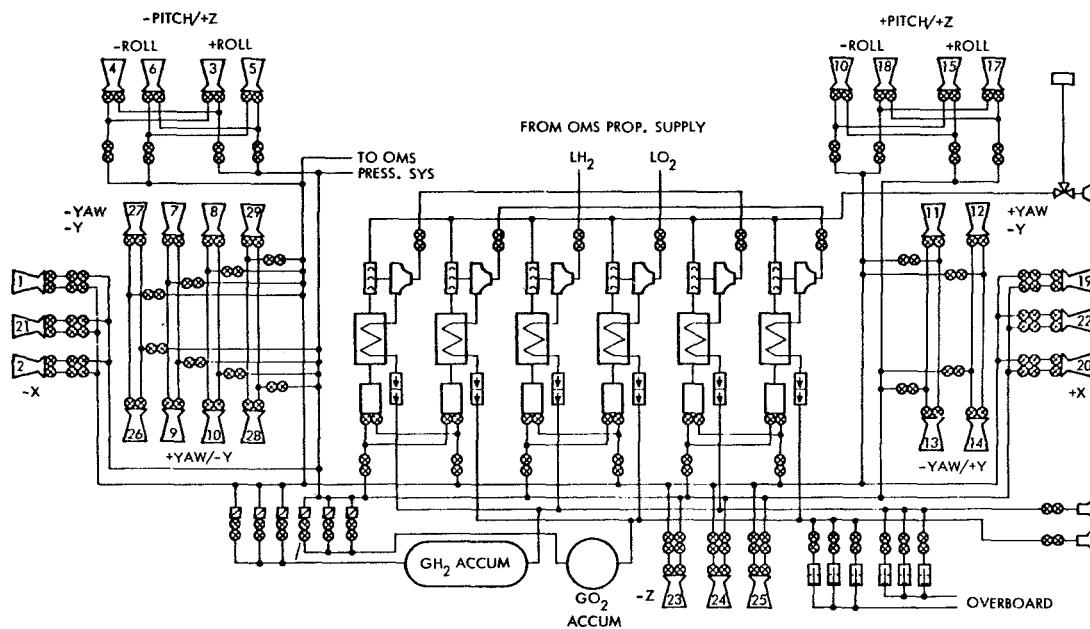 -PITCH/+Z
-ROLL +ROLL
4 6 3 5
+PITCH/+Z
-ROLL +ROLL
10 18 15 17
FROM OMS PROP. SUPPLY
LH2 LO2
TO OMS
PRESS. SYS
-YAW
-Y
27 7 8 29
11 12
+YAW
-Y
1
21
2
-X
19
22
20
+X
26 9 10 28
+YAW/-Y
13 14
-YAW/+Y
GH2 ACCUM
GO2
ACCUM
-Z
23 24 25
OVERBOARD